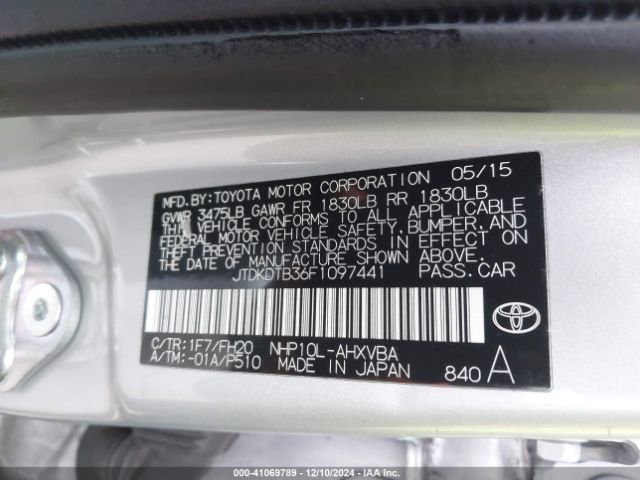 MFD.BY:TOYOTA MOTOR CORPORATION 05/15
GVWR 3475LB GAWR FR 1830LB RR 1830LB
THIS VEHICLE CONFORMS TO ALL APPLICABLE
FEDERAL MOTOR VEHICLE SAFETY,BUMPER,AND
THEFT PREVENTION STANDARDS IN EFFECT
ON THE DATE OF MANUFACTURE SHOWN ABOVE.
JTDKDTB36F1097441 PASS.CAR
C/TR:1F7/FH20 NHP10L-AHXVBA
A/TM:-01A/P510 MADE IN JAPAN 840A
000-41069789 - 12/10/2024 - IAA Inc.